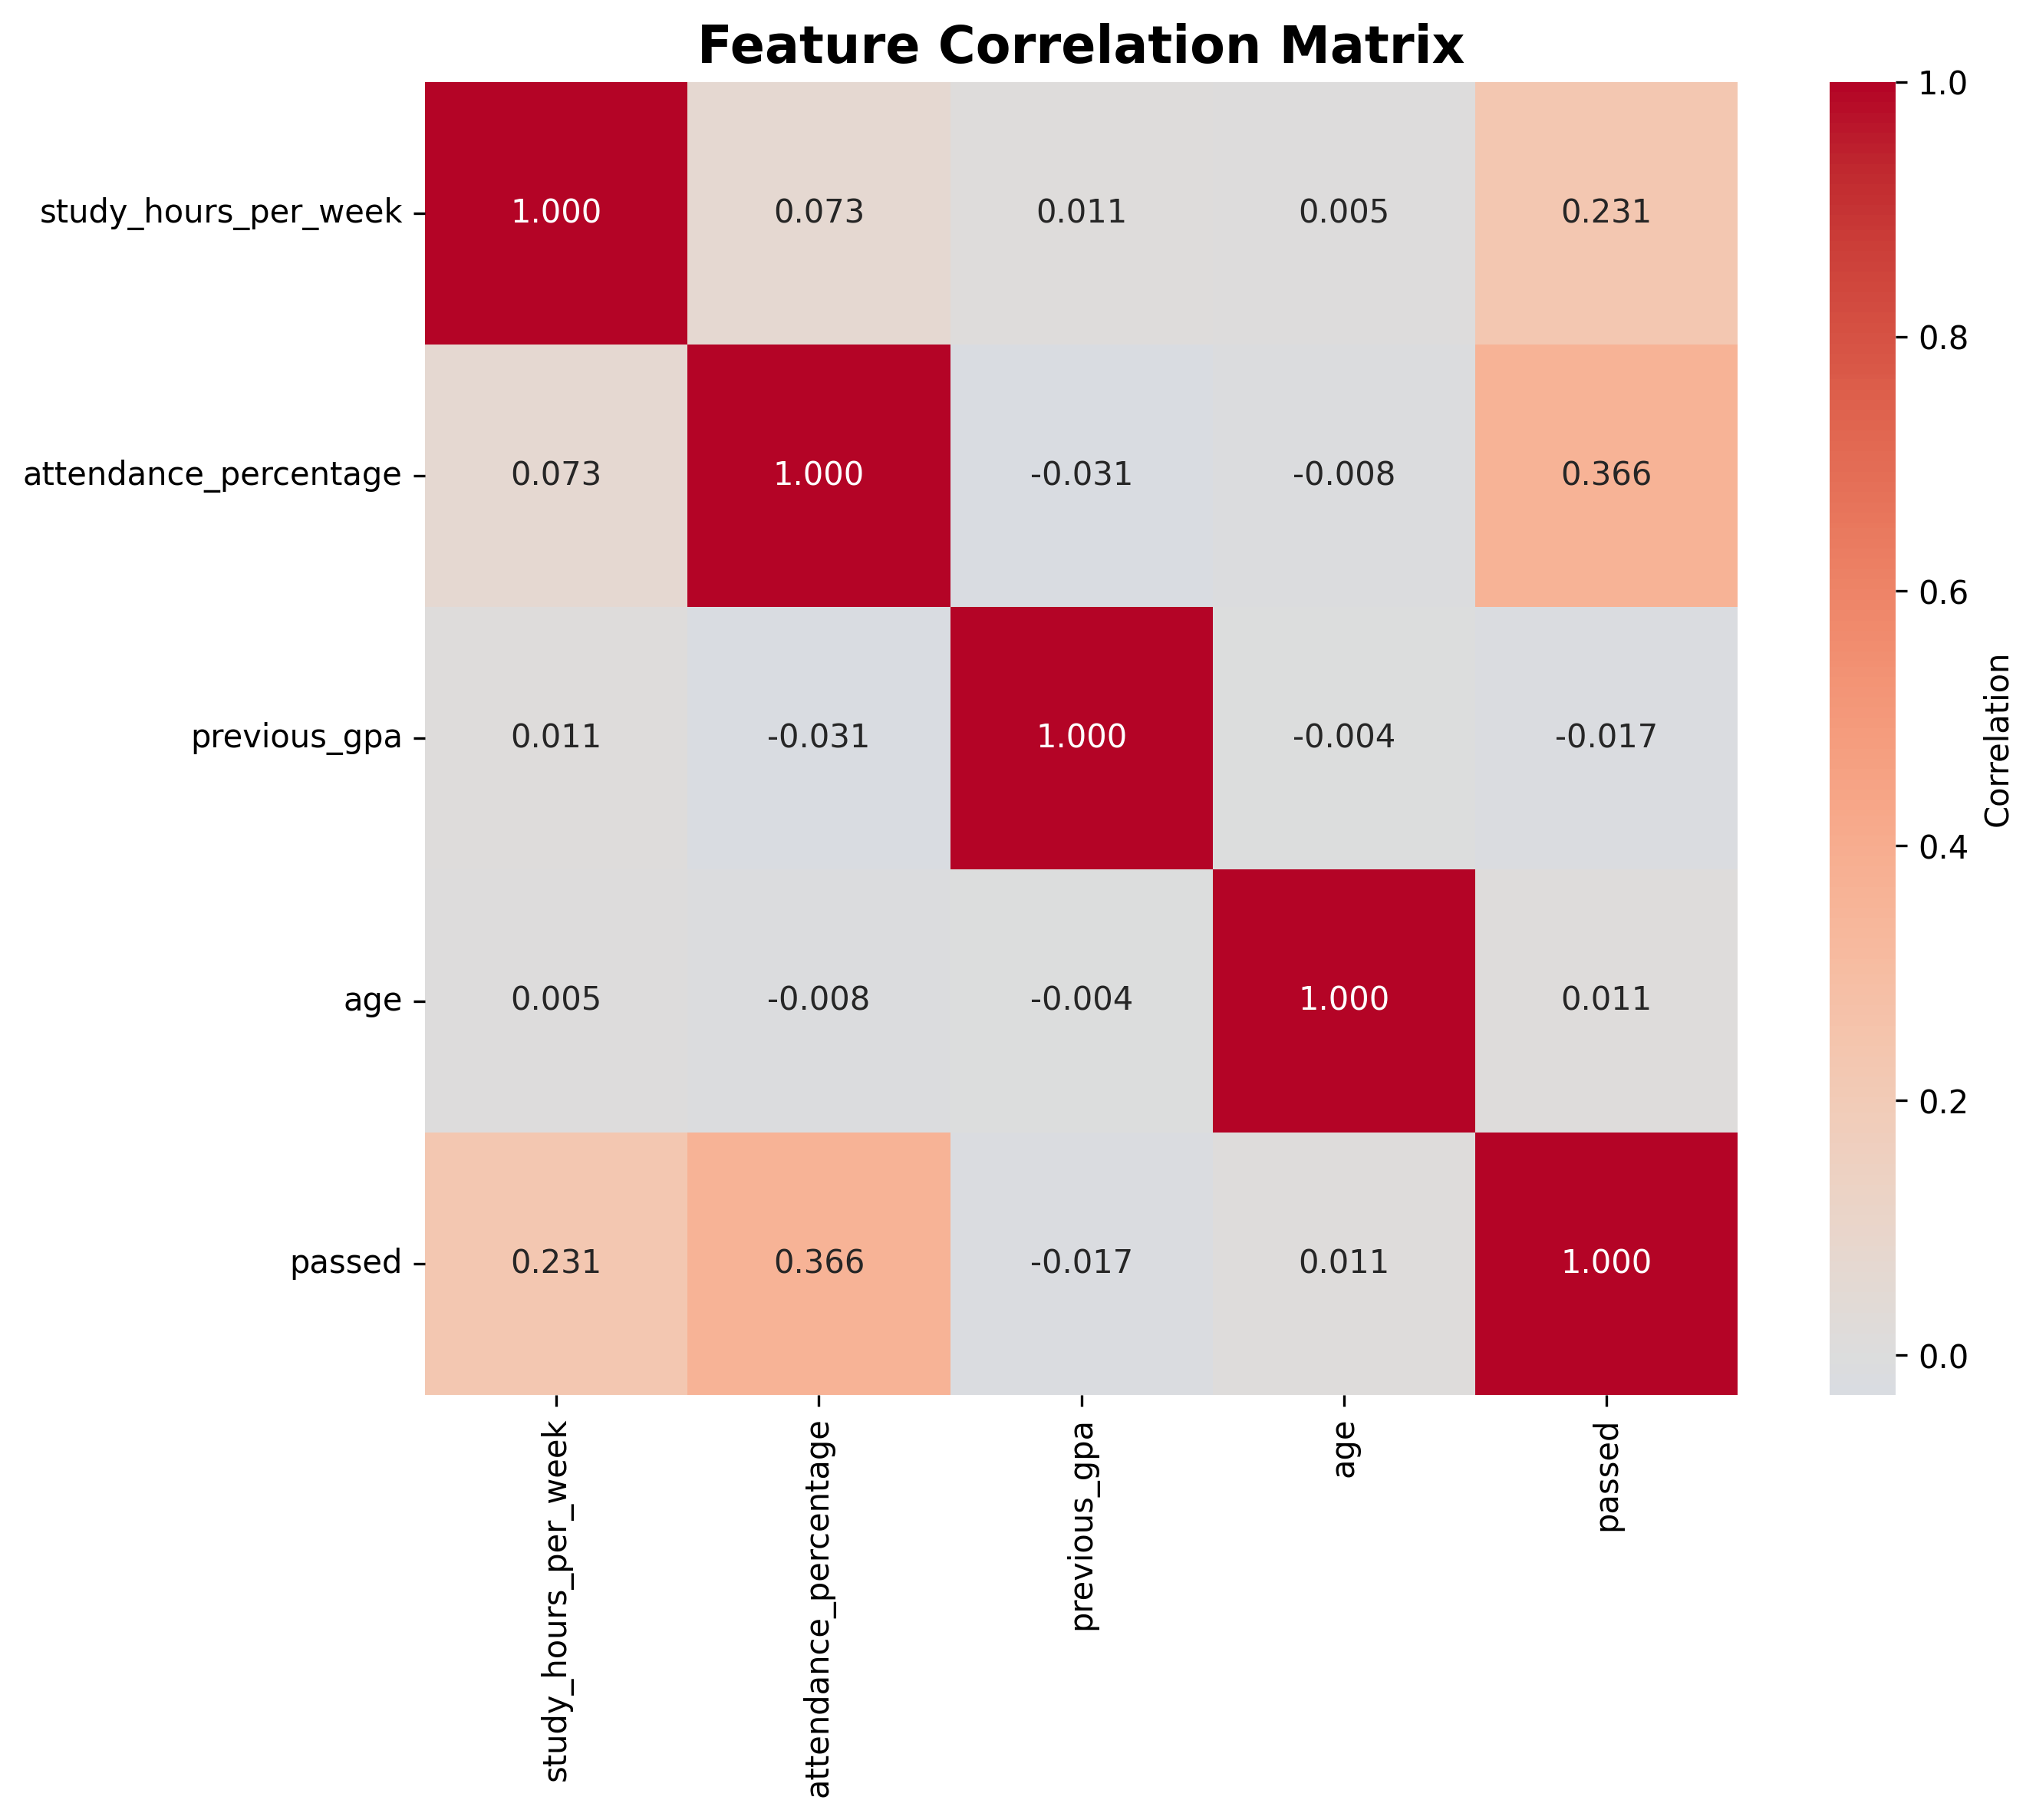 Feature Correlation Matrix
study_hours_per_week 1.000 0.073 0.011 0.005 0.231
attendance_percentage 0.073 1.000 -0.031 -0.008 0.366
previous_gpa 0.011 -0.031 1.000 -0.004 -0.017
age 0.005 -0.008 -0.004 1.000 0.011
passed 0.231 0.366 -0.017 0.011 1.000
study_hours_per_week
attendance_percentage
previous_gpa
age
passed
1.0
0.8
0.6
0.4
0.2
0.0
Correlation